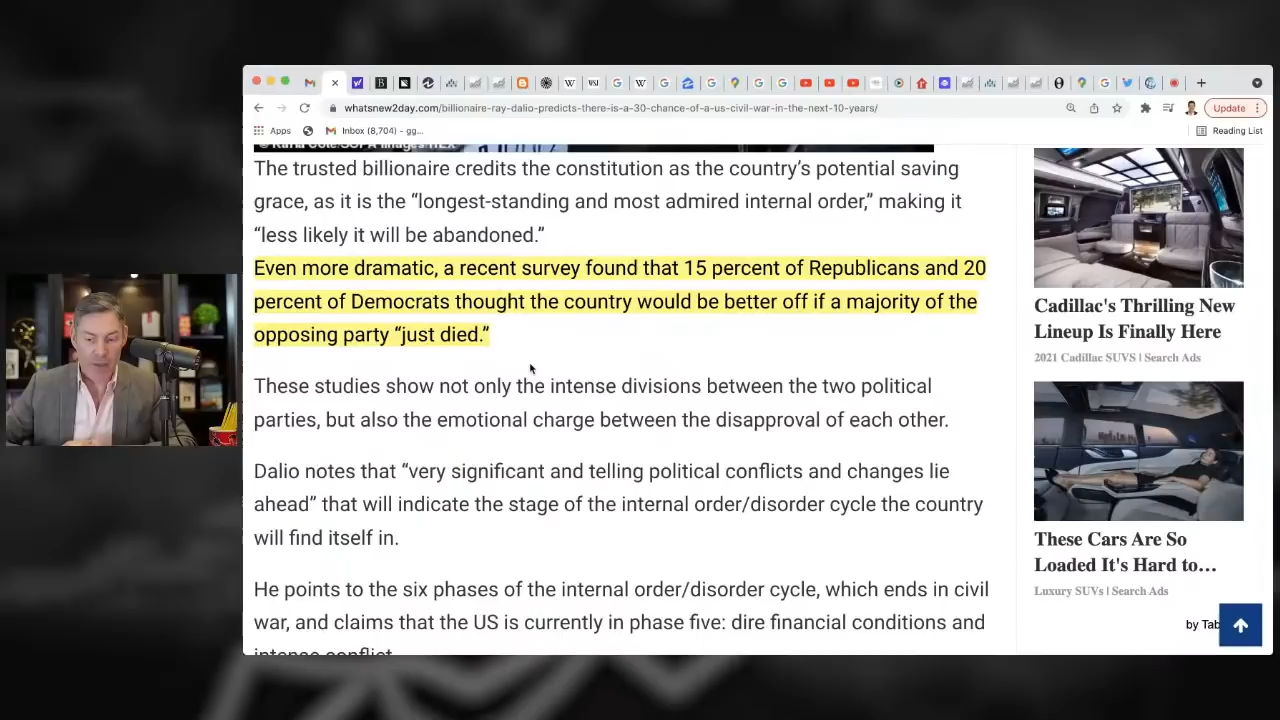 whatsnew2day.com/billionaire-ray-dalio-predicts-there-is-a-30-chance-of-a-us-civil-war-in-the-next-10-years/
Update
Apps
Inbox (8,704) - gg...
Reading List
The trusted billionaire credits the constitution as the country's potential saving
grace, as it is the “longest-standing and most admired internal order,” making it
“less likely it will be abandoned.”
Even more dramatic, a recent survey found that 15 percent of Republicans and 20
percent of Democrats thought the country would be better off if a majority of the
opposing party “just died.”
These studies show not only the intense divisions between the two political
parties, but also the emotional charge between the disapproval of each other.
Dalio notes that “very significant and telling political conflicts and changes lie
ahead” that will indicate the stage of the internal order/disorder cycle the country
will find itself in.
He points to the six phases of the internal order/disorder cycle, which ends in civil
war, and claims that the US is currently in phase five: dire financial conditions and
intense conflict
Cadillac's Thrilling New
Lineup Is Finally Here
2021 Cadillac SUVS | Search Ads
These Cars Are So
Loaded It's Hard to...
Luxury SUVs | Search Ads
by Tab